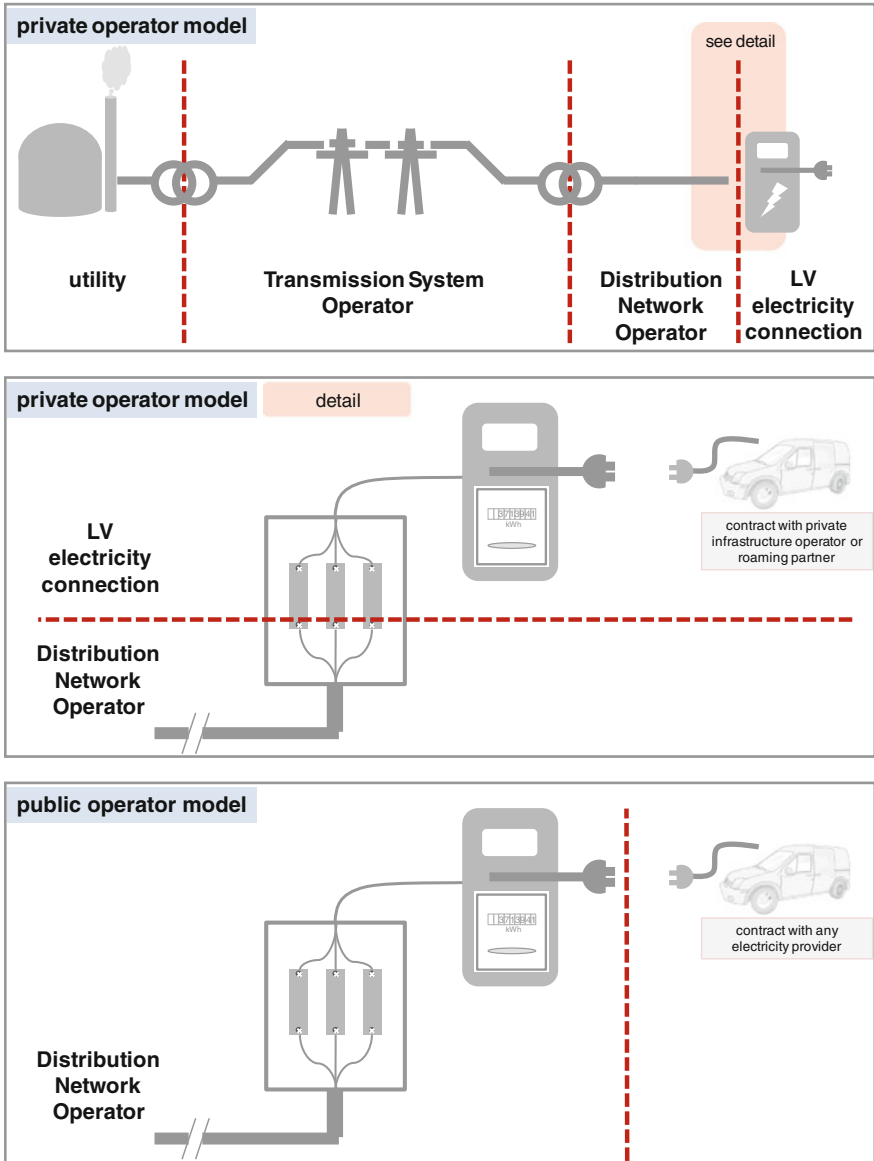 private operator model
see detail
utility
Transmission System
Operator
Distribution
Network
Operator
LV
electricity
connection
private operator model
detail
3713941
kWh
LV
electricity
connection
contract with private
infrastructure operator or
roaming partner
Distribution
Network
Operator
public operator model
3713941
kWh
contract with any
electricity provider
Distribution
Network
Operator